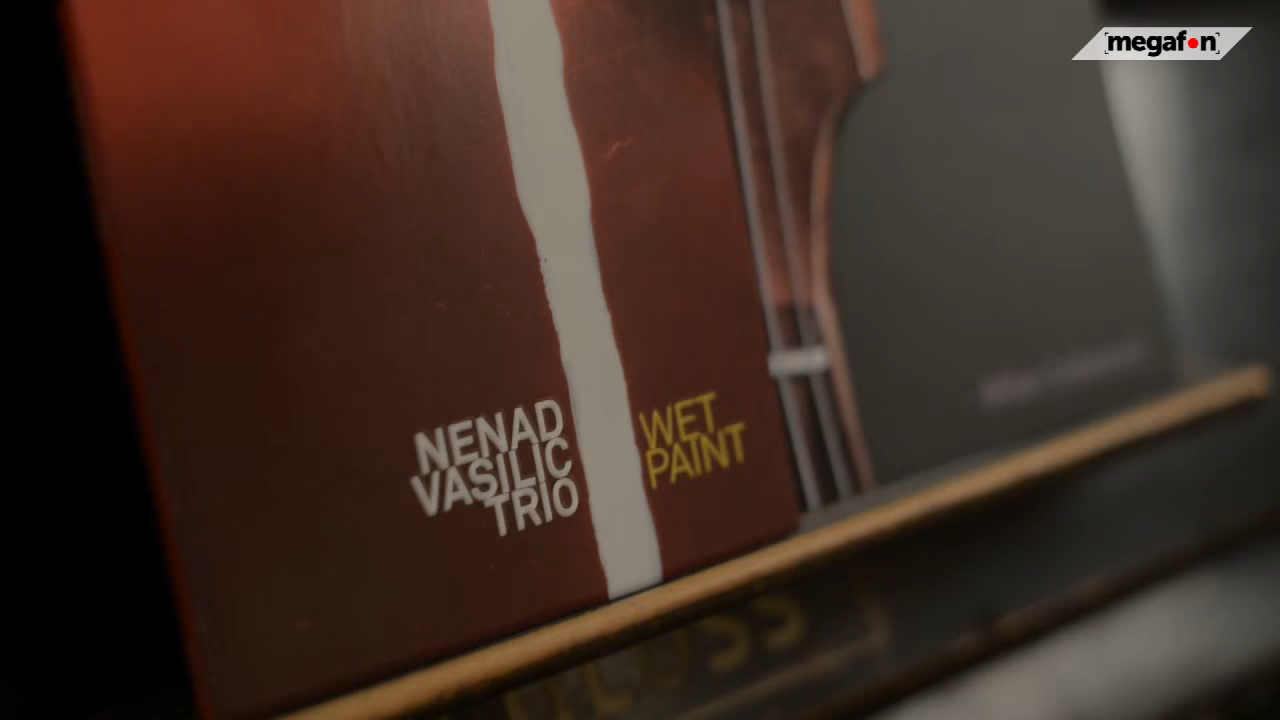 [megafon]
NENAD
VASILIC
TRIO
WET
PAINT